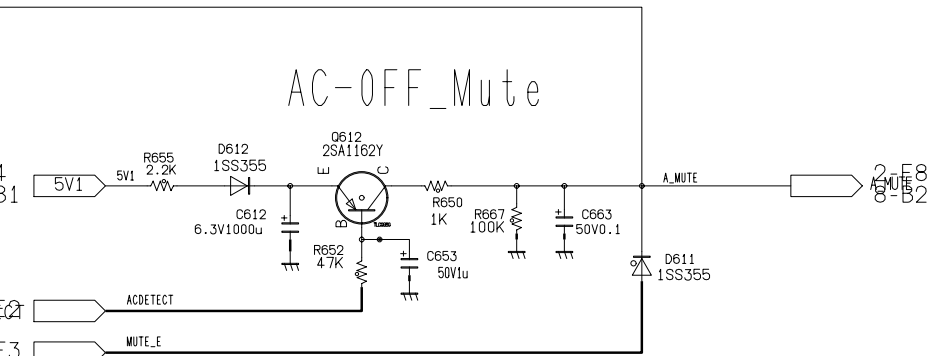 AC-OFF_Mute
Q612
2SA1162Y
D612
1SS355
R655
2.2K
E
C
5V1
5V1
A_MUTE
2-E8
8-B2
R650
1K
R667
100K
C663
50V0.1
C612
6.3V1000u
B
R652
47K
C653
50V1u
D611
1SS355
ACDETECT
MUTE_E